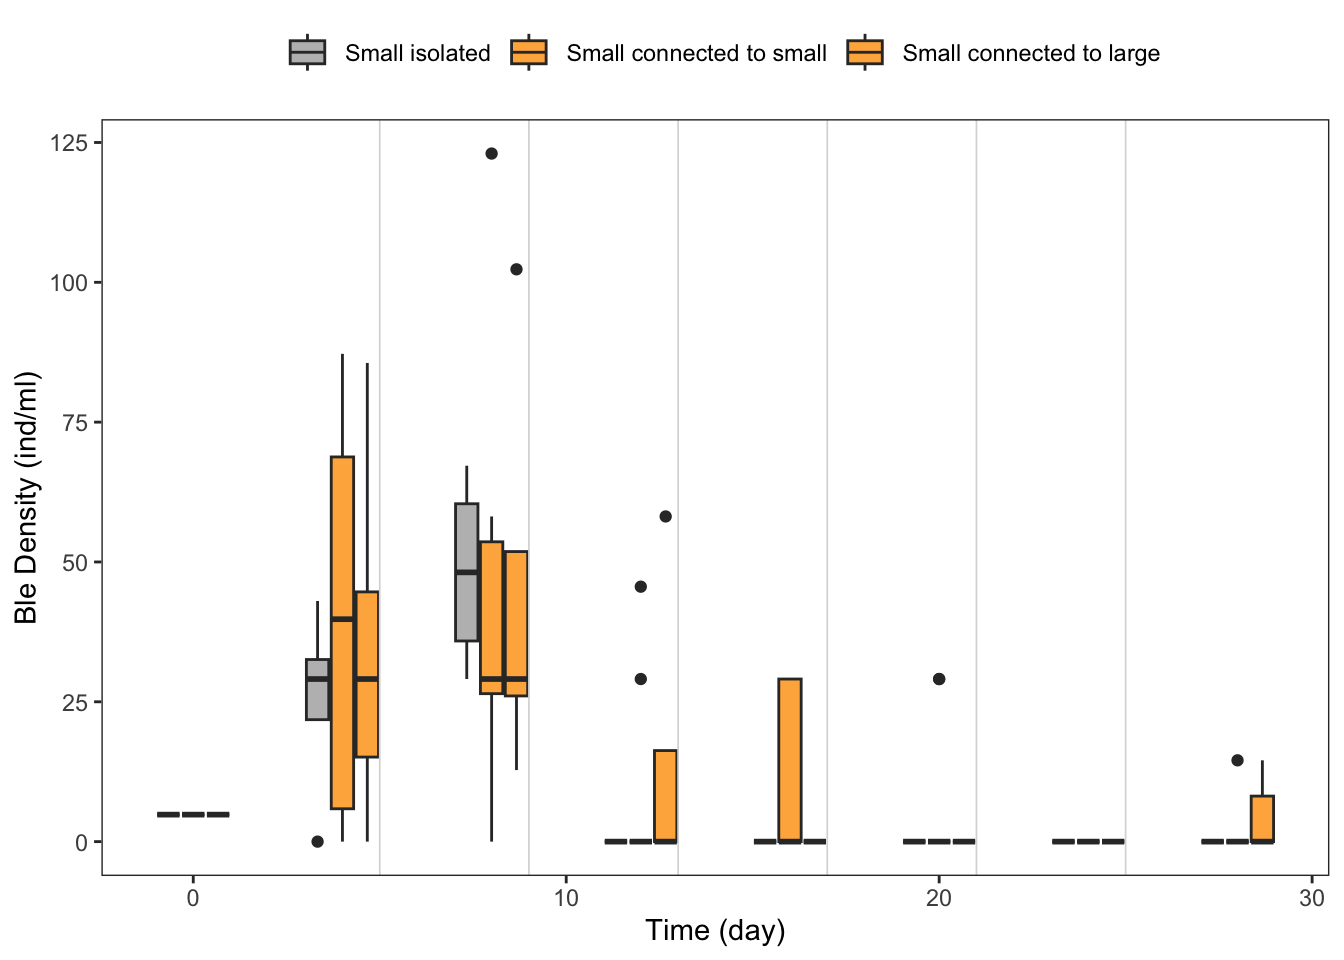 Small isolated Small connected to small Small connected to large
125
100
75
50
25
0
Ble Density (ind/ml)
0 10 20 30
Time (day)